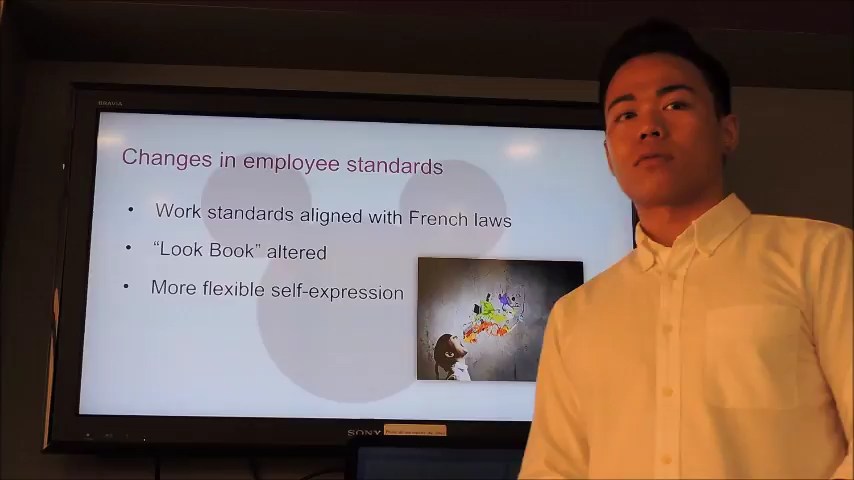 BRAVIA
Changes in employee standards
• Work standards aligned with French laws
• “Look Book” altered
• More flexible self-expression
SONY